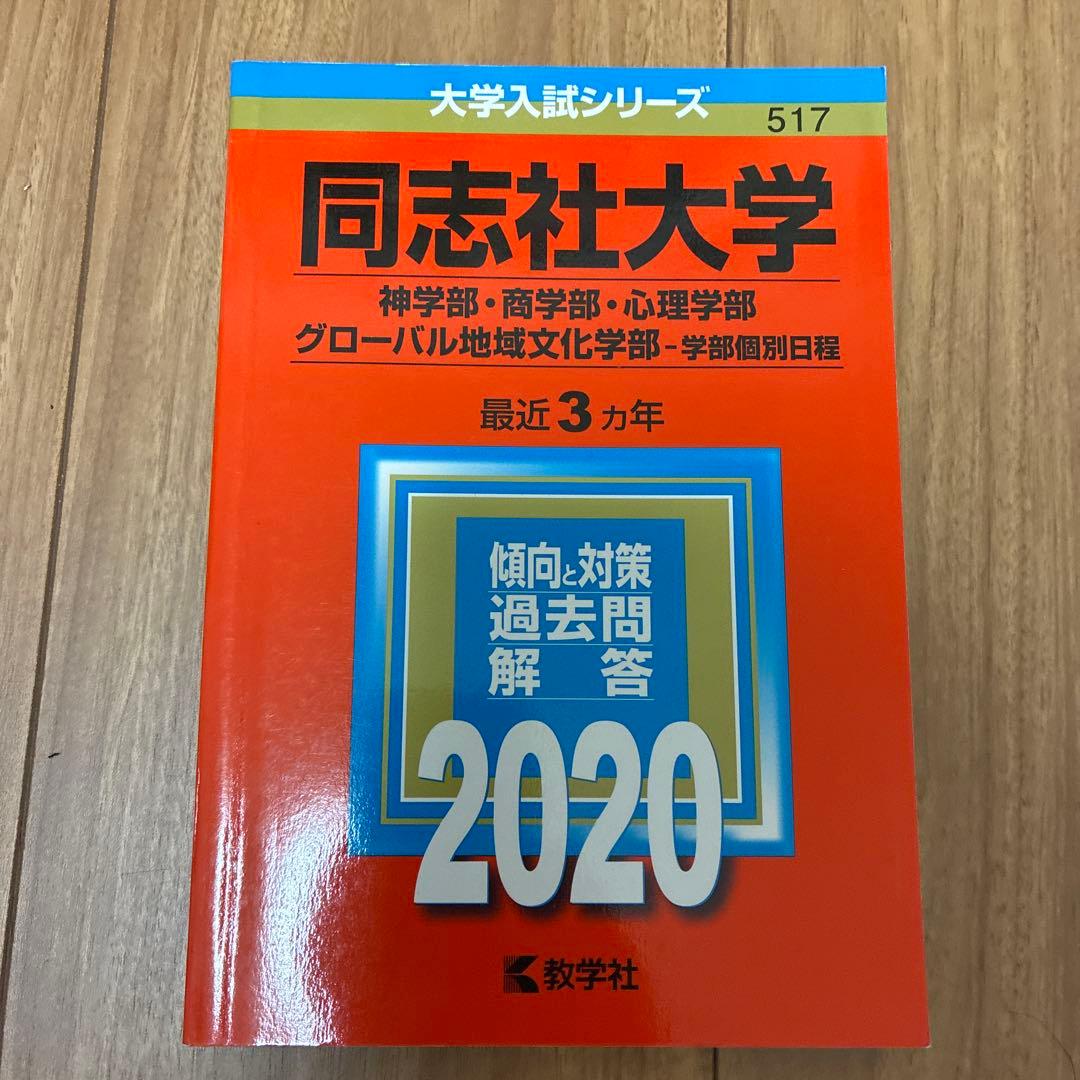 大学入試シリーズ
517
同志社大学
神学部・商学部・心理学部
グローバル地域文化学部-学部個別日程
最近3カ年
傾向と対策
過去問
解答
2020
教学社